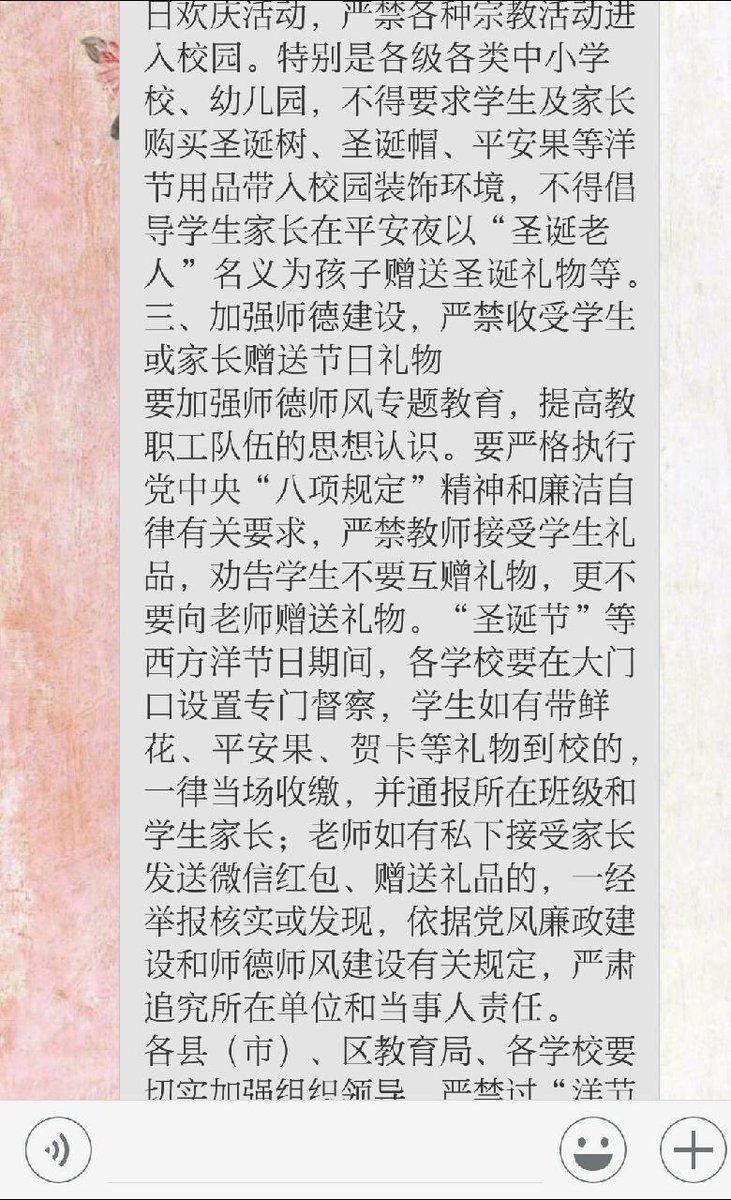 日欢庆活动，严禁各种宗教活动进
入校园。特别是各级各类中小学
校、幼儿园，不得要求学生及家长
购买圣诞树、圣诞帽、平安果等洋
节用品带入校园装饰环境，不得倡
导学生家长在平安夜以“圣诞老
人”名义为孩子赠送圣诞礼物等。
三、加强师德建设，严禁收受学生
或家长赠送节日礼物
要加强师德师风专题教育，提高教
职工队伍的思想认识。要严格执行
党中央“八项规定”精神和廉洁自
律有关要求，严禁教师接受学生礼
品，劝告学生不要互赠礼物，更不
要向老师赠送礼物。“圣诞节”等
西方洋节日期间，各学校要在大门
口设置专门督察，学生如有带鲜
花、平安果、贺卡等礼物到校的，
一律当场收缴，并通报所在班级和
学生家长；老师如有私下接受家长
发送微信红包、赠送礼品的，一经
举报核实或发现，依据党风廉政建
设和师德师风建设有关规定，严肃
追究所在单位和当事人责任。
各县（市）、区教育局、各学校要
切实加强组织领导，严禁过“洋节